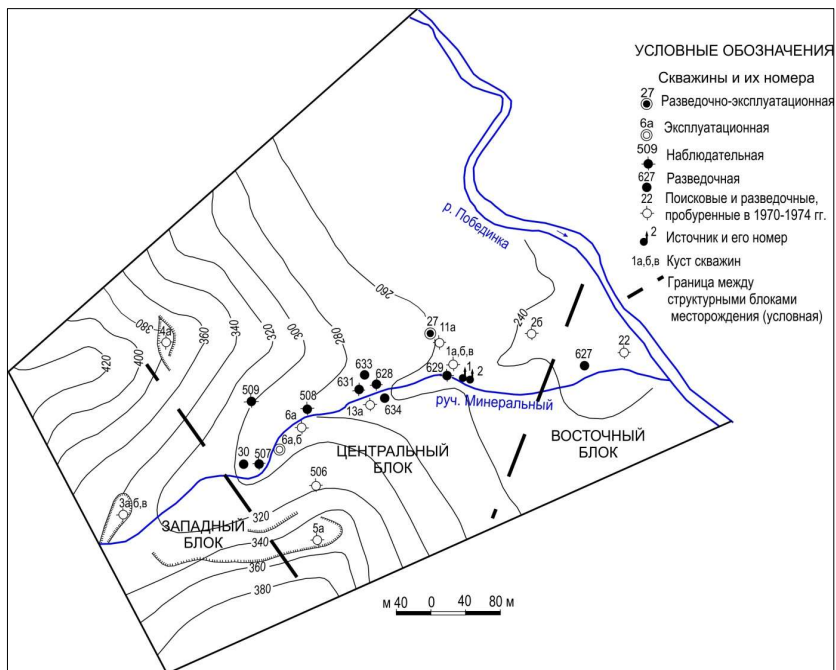 УСЛОВНЫЕ ОБОЗНАЧЕНИЯ
Скважины и их номера
27
Разведочно-эксплуатационная
6а
Эксплуатационная
509
Наблюдательная
627
Разведочная
22
Поисковые и разведочные,
пробуренные в 1970-1974 гг.
2
Источник и его номер
1а,б,в
Куст скважин
Граница между
структурными блоками
месторождения (условная)
р. Побединка
260
280
300
320
340
360
380
400
420
4а
240
2б
22
627
27
11а
1а,б,в
629
1
2
633
628
631
634
13а
509
508
6а
6а,б
30
507
руч. Минеральный
ВОСТОЧНЫЙ
БЛОК
ЦЕНТРАЛЬНЫЙ
БЛОК
506
3а,б,в
ЗАПАДНЫЙ
БЛОК
320
340
5а
360
380
м 40 0 40 80 м